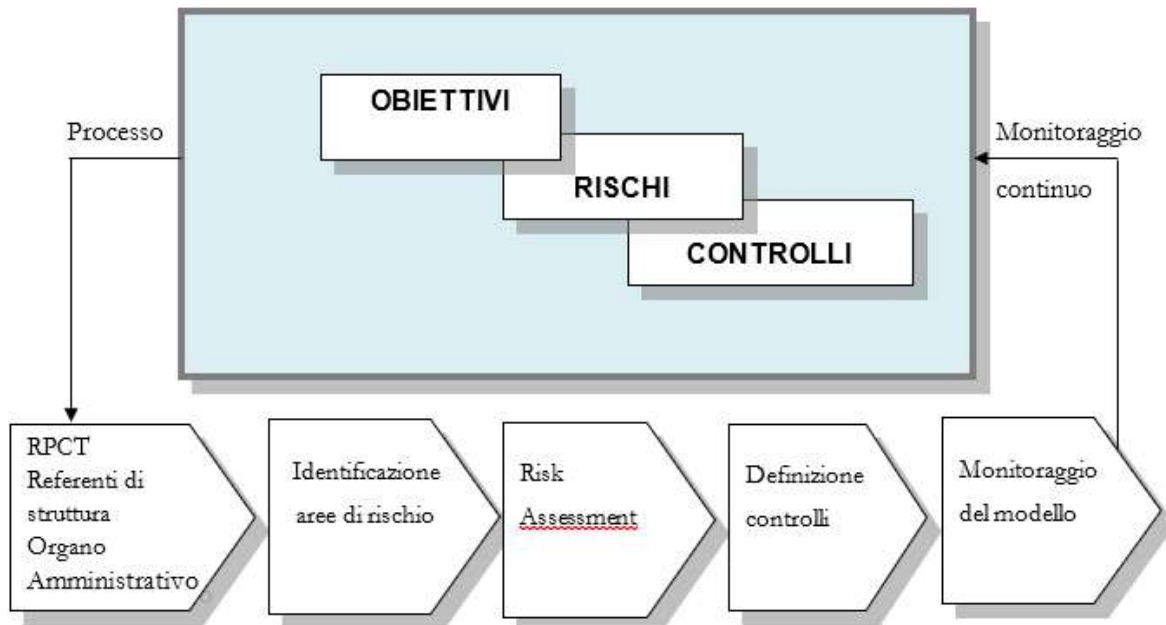 OBIETTIVI
RISCHI
CONTROLLI
Processo
Monitoraggio
continuo
RPCT
Referenti di
struttura
Organo
Amministrativo
Identificazione
aree di rischio
Risk
Assessment
Definizione
controlli
Monitoraggio
del modello